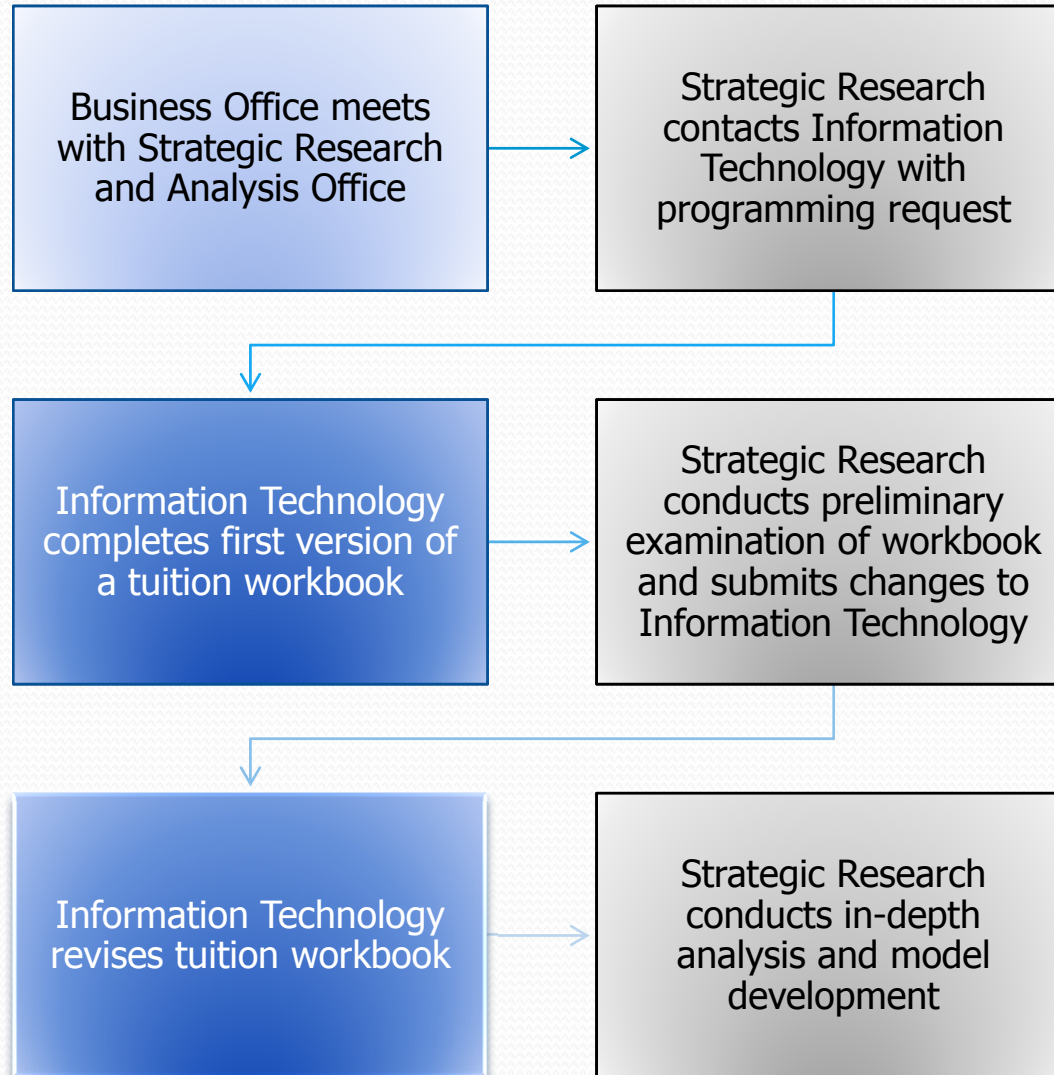 Business Office meets
with Strategic Research
and Analysis Office
Strategic Research
contacts Information
Technology with
programming request
Information Technology
completes first version of
a tuition workbook
Strategic Research
conducts preliminary
examination of workbook
and submits changes to
Information Technology
Information Technology
revises tuition workbook
Strategic Research
conducts in-depth
analysis and model
development